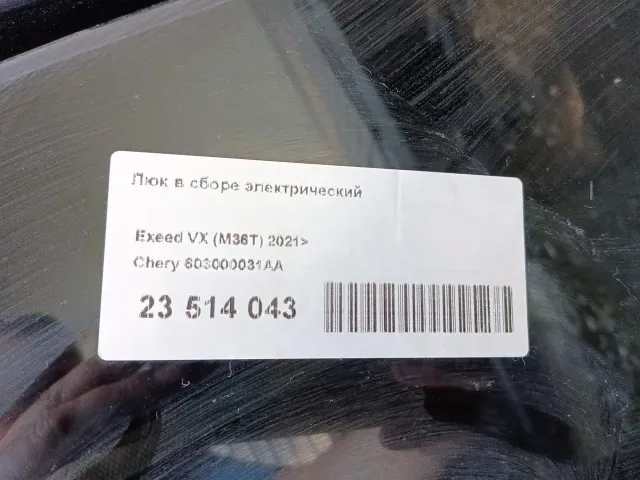 Люк в сборе электрический
Exeed VX (M36T) 2021>
Chery 603000031AA
23 514 043